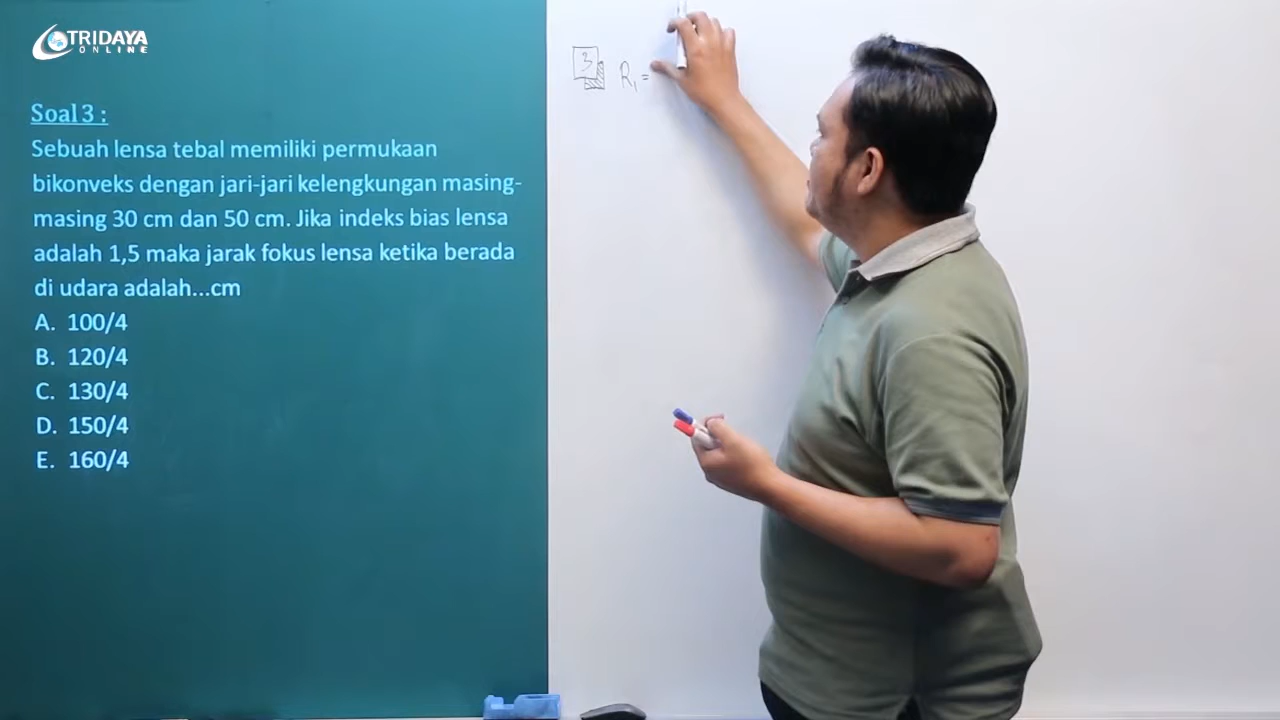 TRIDAYA
ONLINE
Soal 3 :
Sebuah lensa tebal memiliki permukaan
bikonveks dengan jari-jari kelengkungan masing-
masing 30 cm dan 50 cm. Jika indeks bias lensa
adalah 1,5 maka jarak fokus lensa ketika berada
di udara adalah...cm
A. 100/4
B. 120/4
C. 130/4
D. 150/4
E. 160/4
3 R₁ =